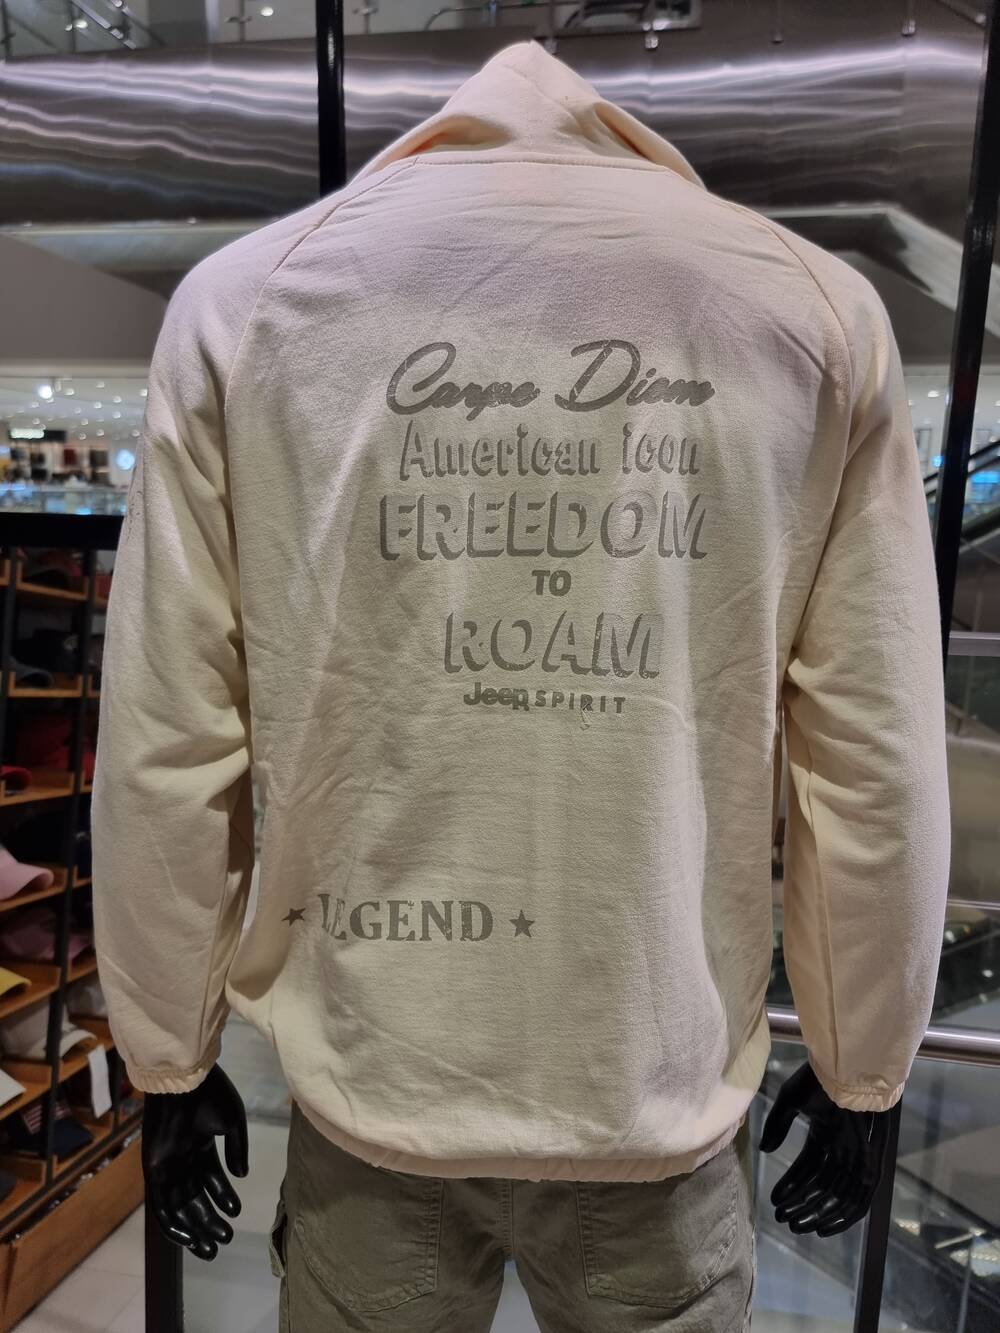 Carpe Diem
American icon
FREEDOM
TO
ROAM
Jeep SPIRIT
★ LEGEND ★